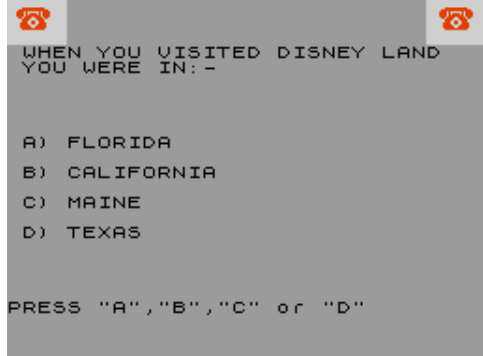 WHEN YOU VISITED DISNEY LAND
YOU WERE IN:-
A) FLORIDA
B) CALIFORNIA
C) MAINE
D) TEXAS
PRESS "A","B","C" or "D"